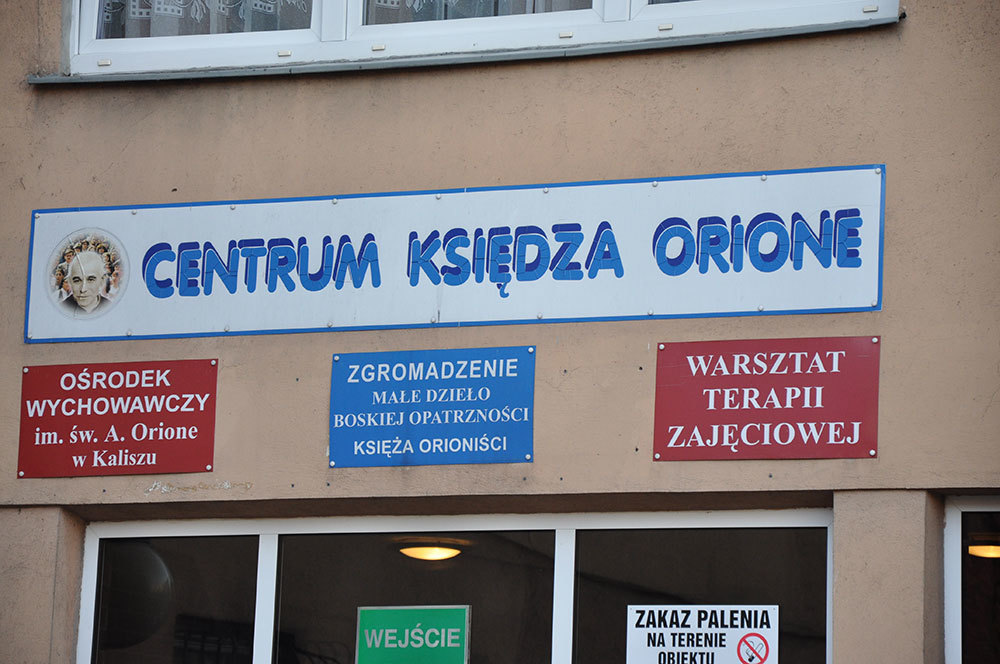 CENTRUM KSIĘDZA ORIONE
OŚRODEK
WYCHOWAWCZY
im. św. A. Orione
w Kaliszu
ZGROMADZENIE
MAŁE DZIEŁO
BOSKIEJ OPATRZNOŚCI
KSIĘŻA ORIONIŚCI
WARSZTAT
TERAPII
ZAJĘCIOWEJ
WEJŚCIE
ZAKAZ PALENIA
NA TERENIE
OBIEKTU